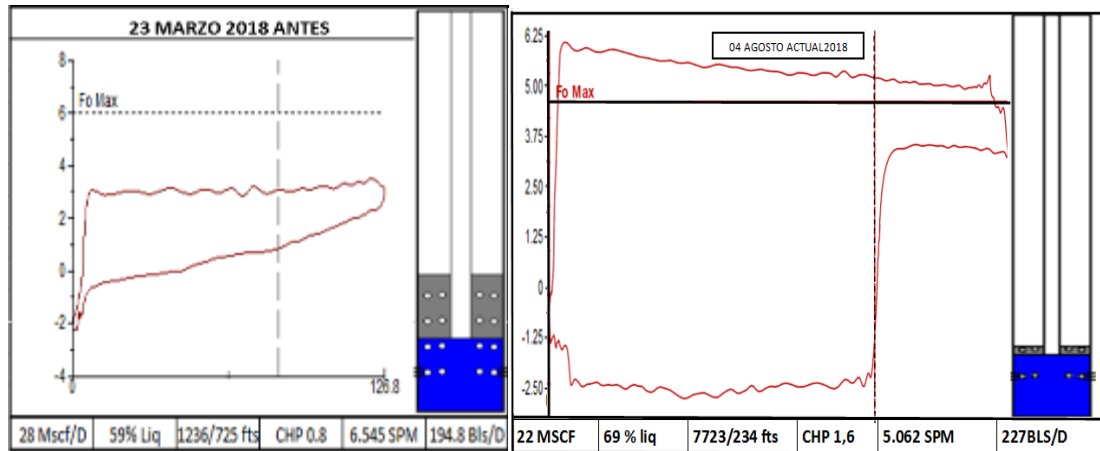 23 MARZO 2018 ANTES
8
Fo Max
6
4
2
0
-2
-4
0
126.8
28 Mscf/D 59% Liq 1236/725 fts CHP 0.8 6.545 SPM 194.8 Bls/D
6.25
04 AGOSTO ACTUAL2018
5.00
Fo Max
3.75
2.50
0
-1.25
-2.50
22 MSCF 69 % liq 7723/234 fts CHP 1,6 5.062 SPM 227BLS/D